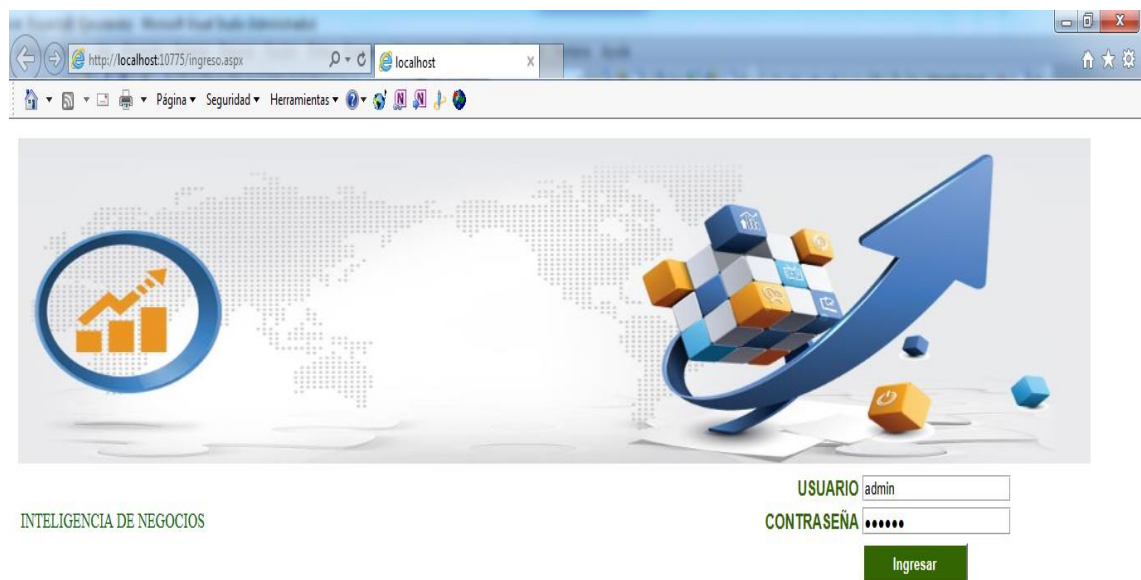 http://localhost:10775/ingreso.aspx
localhost
Página Seguridad Herramientas
USUARIO admin
INTELIGENCIA DE NEGOCIOS
CONTRASEÑA ••••••
Ingresar